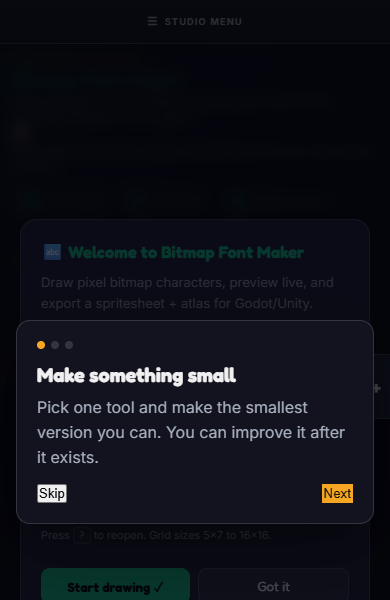 ☰ STUDIO MENU
🔤 Welcome to Bitmap Font Maker
Draw pixel bitmap characters, preview live, and
export a spritesheet + atlas for Godot/Unity.
Make something small
Pick one tool and make the smallest
version you can. You can improve it after
it exists.
Skip
Next
Press ? to reopen. Grid sizes 5×7 to 16×16.
Start drawing ✓
Got it